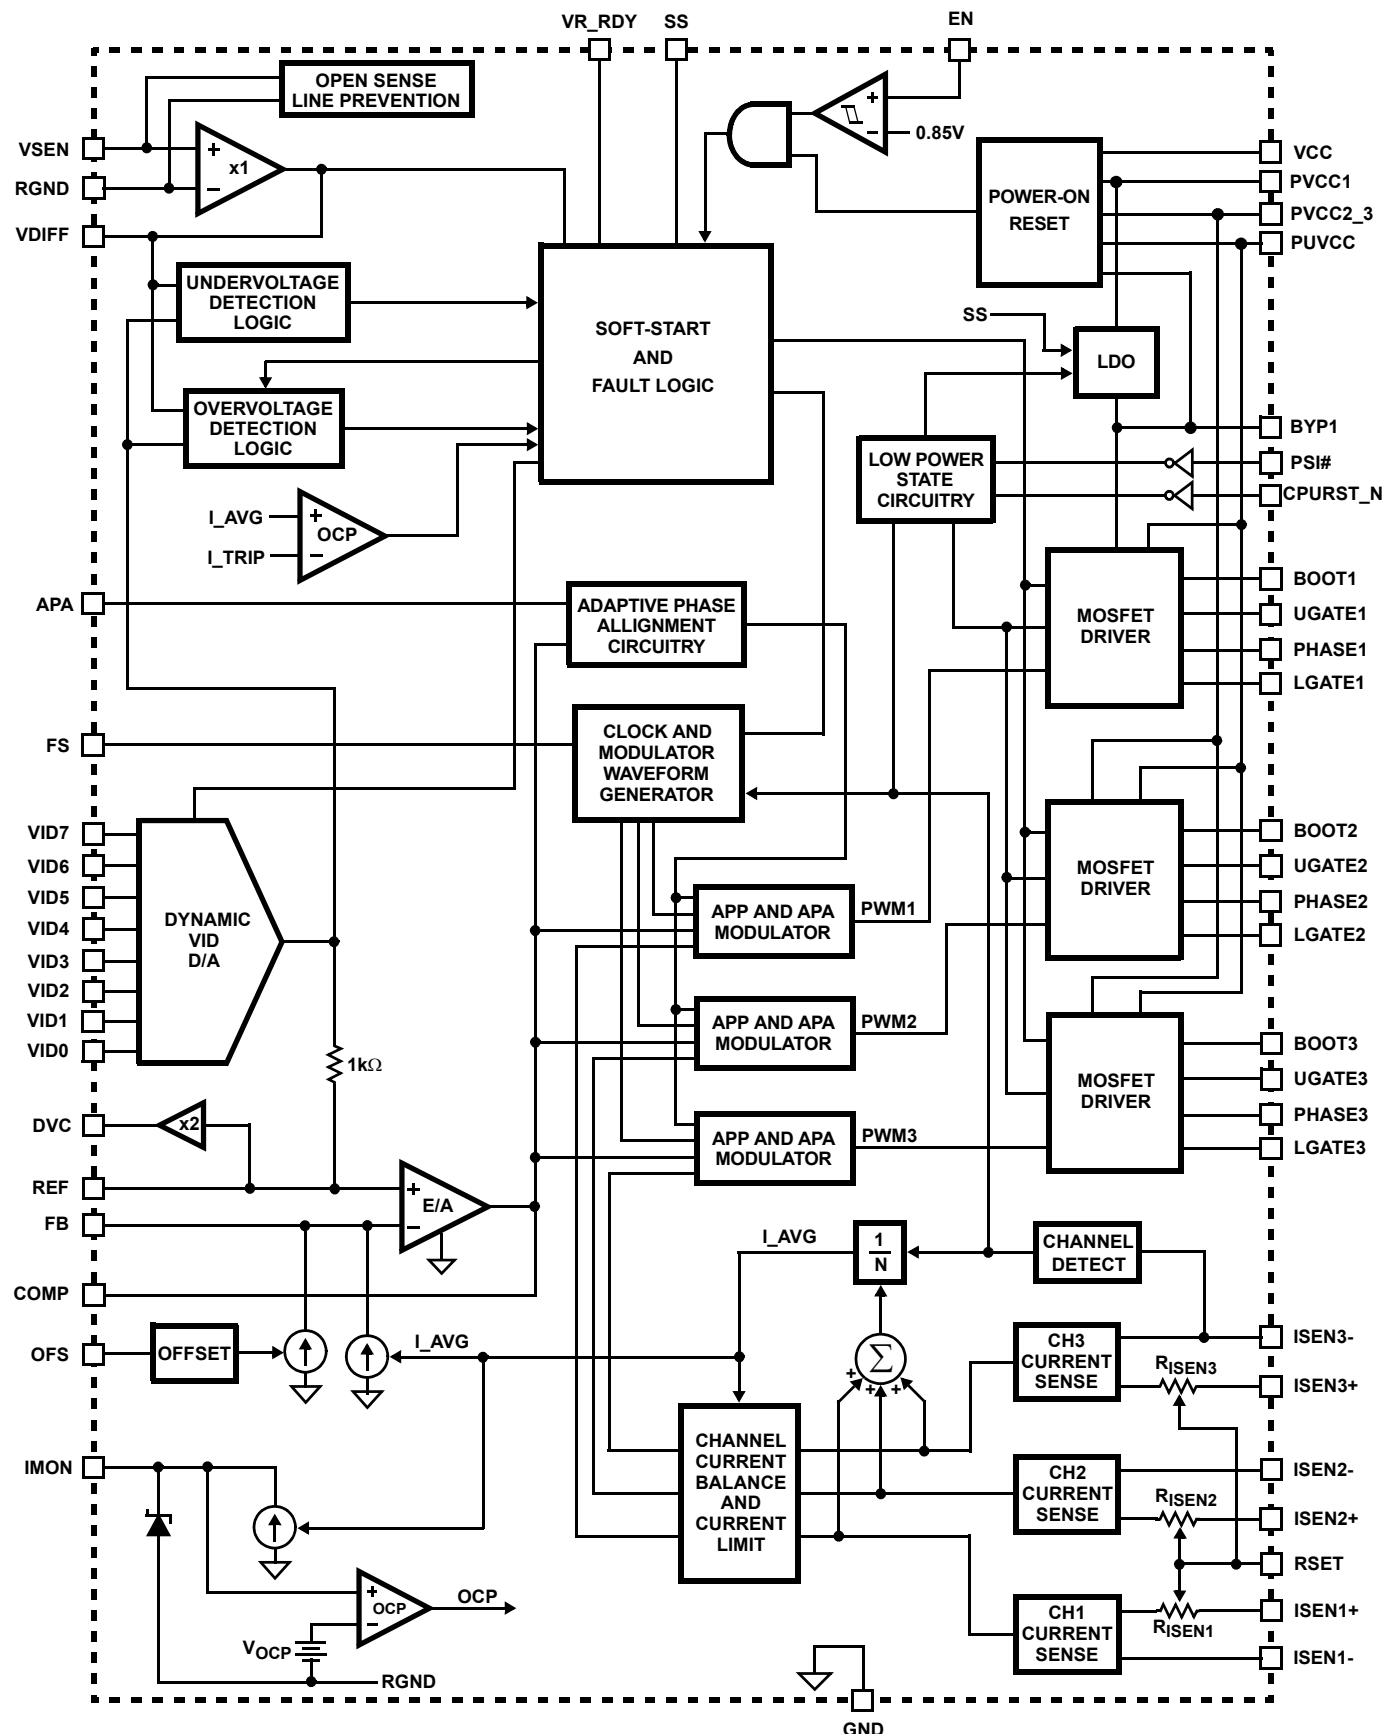 VR_RDY
SS
EN
OPEN SENSE
LINE PREVENTION
VSEN
+
x1
−
RGND
VDIFF
+
−
0.85V
POWER-ON
RESET
VCC
PVCC1
PVCC2_3
PUVCC
UNDERVOLTAGE
DETECTION
LOGIC
SOFT-START
AND
FAULT LOGIC
SS
LDO
OVERVOLTAGE
DETECTION
LOGIC
LOW POWER
STATE
CIRCUITRY
BYP1
PSI#
CPURST_N
I_AVG
I_TRIP
+
OCP
−
APA
ADAPTIVE PHASE
ALLIGNMENT
CIRCUITRY
MOSFET
DRIVER
BOOT1
UGATE1
PHASE1
LGATE1
FS
CLOCK AND
MODULATOR
WAVEFORM
GENERATOR
VID7
VID6
VID5
VID4
VID3
VID2
VID1
VID0
DYNAMIC
VID
D/A
APP AND APA
MODULATOR
PWM1
MOSFET
DRIVER
BOOT2
UGATE2
PHASE2
LGATE2
APP AND APA
MODULATOR
PWM2
1kΩ
MOSFET
DRIVER
BOOT3
UGATE3
PHASE3
LGATE3
DVC
x2
APP AND APA
MODULATOR
PWM3
REF
FB
+
E/A
−
COMP
I_AVG
1
N
CHANNEL
DETECT
OFS
OFFSET
I_AVG
Σ
+
+
+
CH3
CURRENT
SENSE
RISEN3
ISEN3-
ISEN3+
IMON
CHANNEL
CURRENT
BALANCE
AND
CURRENT
LIMIT
CH2
CURRENT
SENSE
RISEN2
ISEN2-
ISEN2+
RSET
+
OCP
−
OCP
VOCP
RGND
CH1
CURRENT
SENSE
RISEN1
ISEN1+
ISEN1-
GND